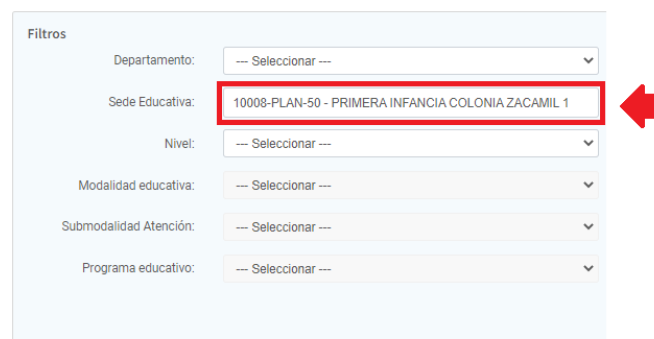 Filtros
Departamento: --- Seleccionar ---
Sede Educativa: 10008-PLAN-50 - PRIMERA INFANCIA COLONIA ZACAMIL 1
Nivel: --- Seleccionar ---
Modalidad educativa: --- Seleccionar ---
Submodalidad Atención: --- Seleccionar ---
Programa educativo: --- Seleccionar ---